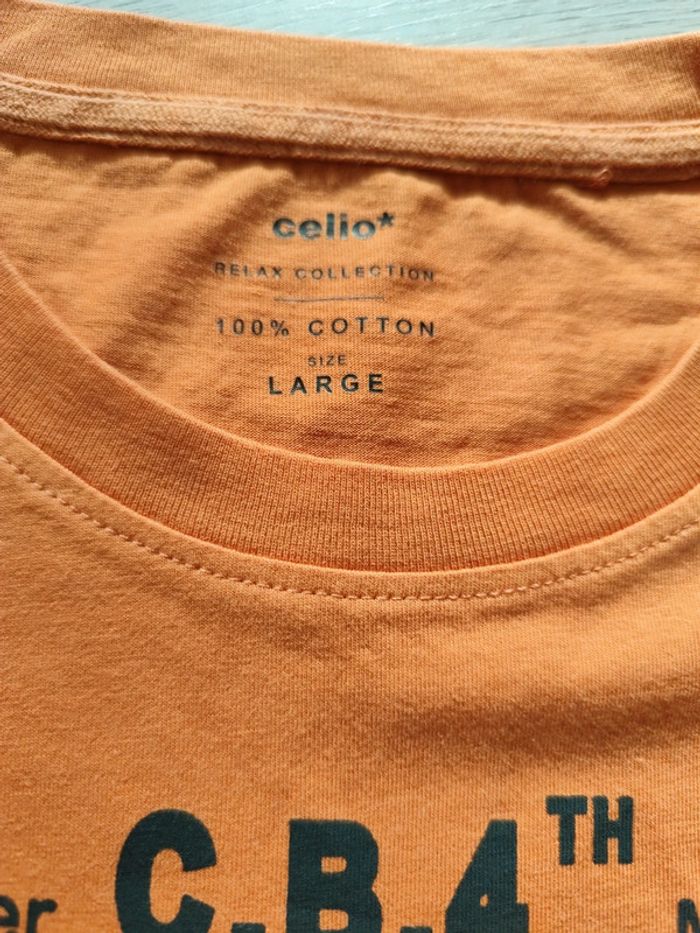 celio*
RELAX COLLECTION
100% COTTON
SIZE
LARGE
C.B.4TH